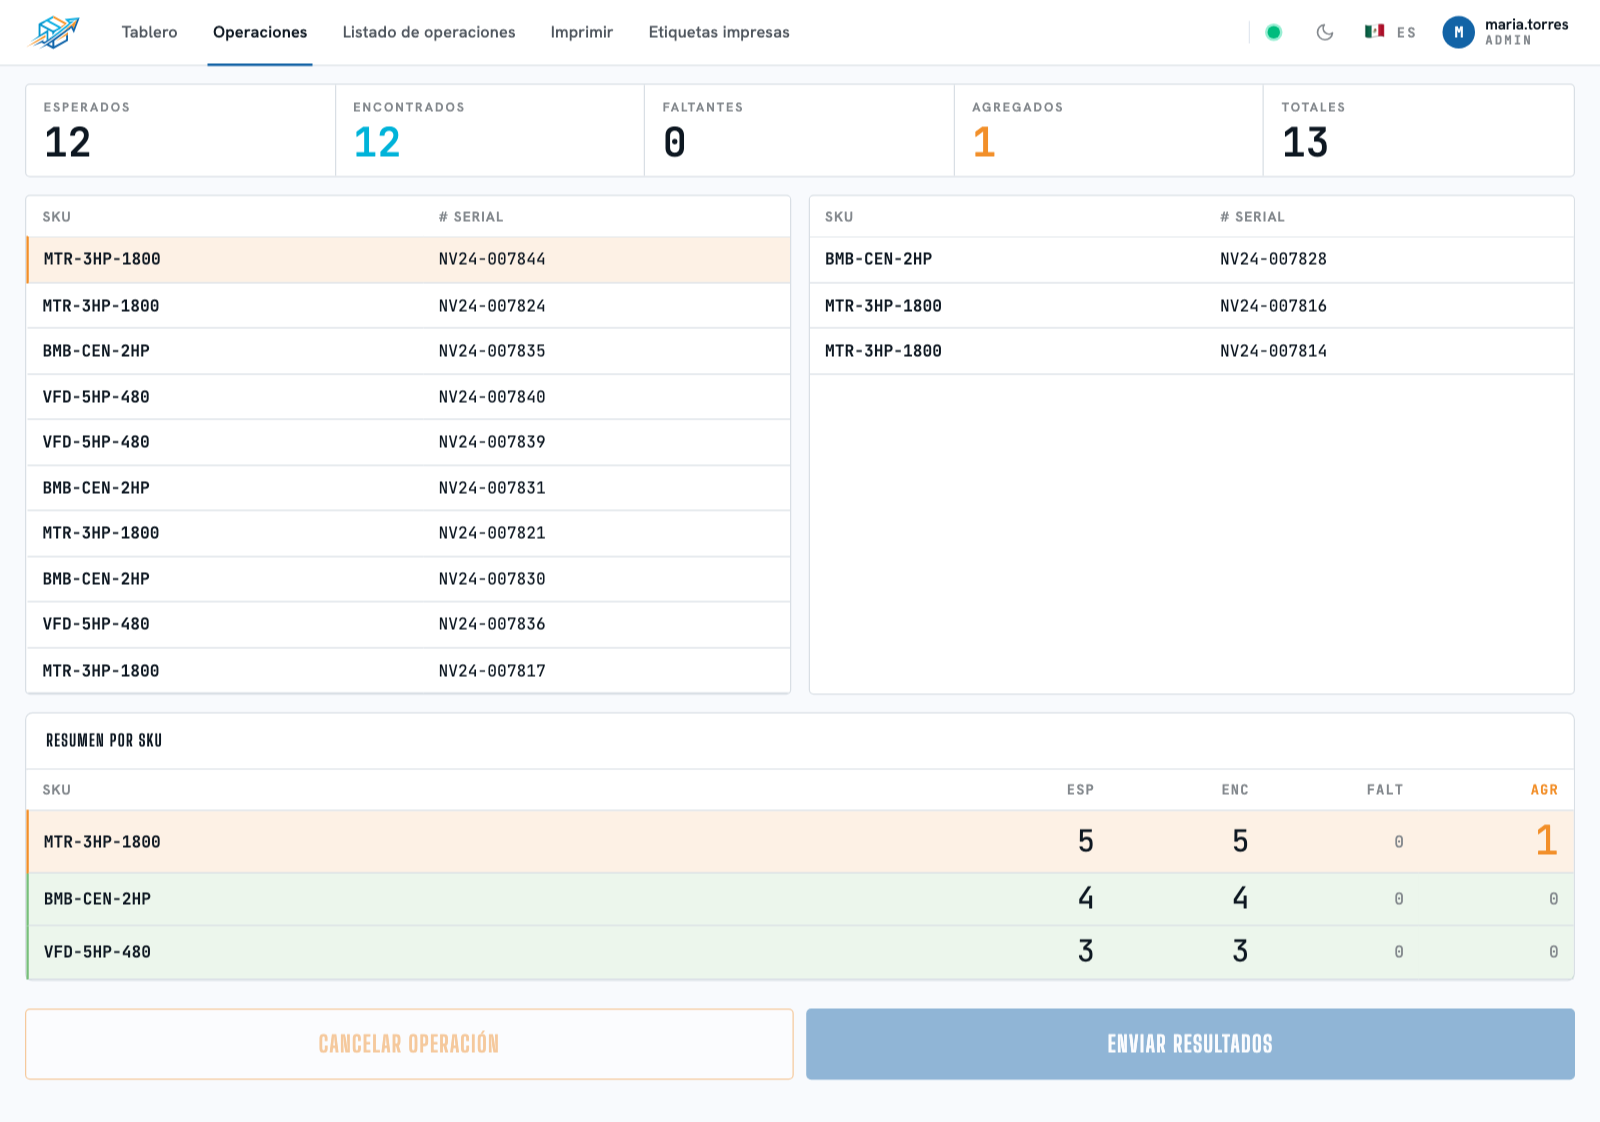 Tablero Operaciones Listado de operaciones Imprimir Etiquetas impresas ES M maria.torres
ADMIN
ESPERADOS ENCONTRADOS FALTANTES AGREGADOS TOTALES
12 12 0 1 13
SKU # SERIAL SKU # SERIAL
MTR-3HP-1800 NV24-007844 BMB-CEN-2HP NV24-007828
MTR-3HP-1800 NV24-007824 MTR-3HP-1800 NV24-007816
BMB-CEN-2HP NV24-007835 MTR-3HP-1800 NV24-007814
VFD-5HP-480 NV24-007840
VFD-5HP-480 NV24-007839
BMB-CEN-2HP NV24-007831
MTR-3HP-1800 NV24-007821
BMB-CEN-2HP NV24-007830
VFD-5HP-480 NV24-007836
MTR-3HP-1800 NV24-007817
RESUMEN POR SKU
SKU ESP ENC FALT AGR
MTR-3HP-1800 5 5 0 1
BMB-CEN-2HP 4 4 0 0
VFD-5HP-480 3 3 0 0
CANCELAR OPERACIÓN ENVIAR RESULTADOS